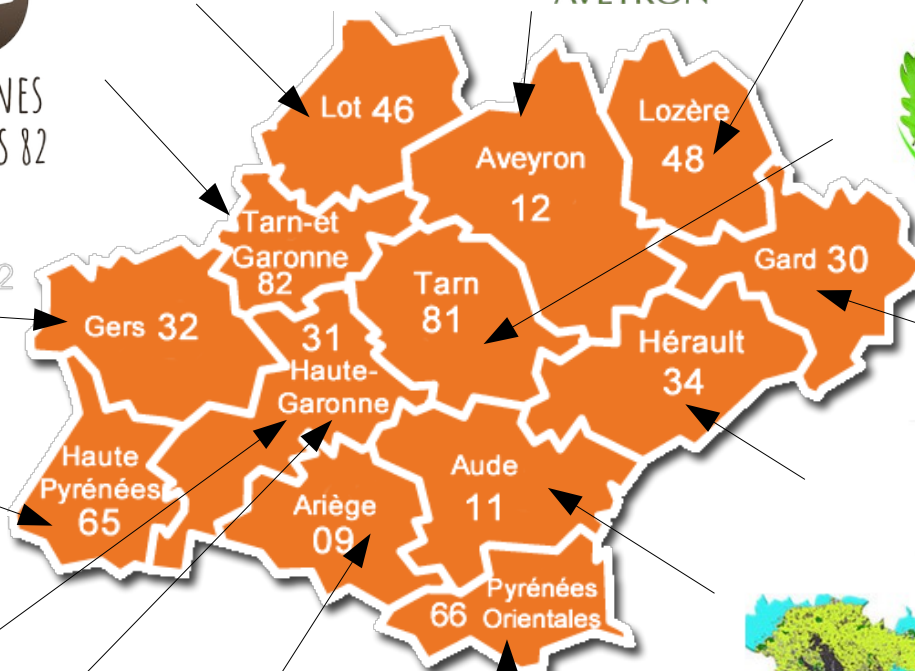 AVEYRON
NES
S 82
2
Lot 46
Lozère
48
Aveyron
12
Tarn-et
Garonne
82
Gard 30
Tarn
81
Gers 32
31
Haute-
Garonne
Hérault
34
Haute
Pyrénées
65
Aude
11
Ariège
09
Pyrénées
66 Orientales